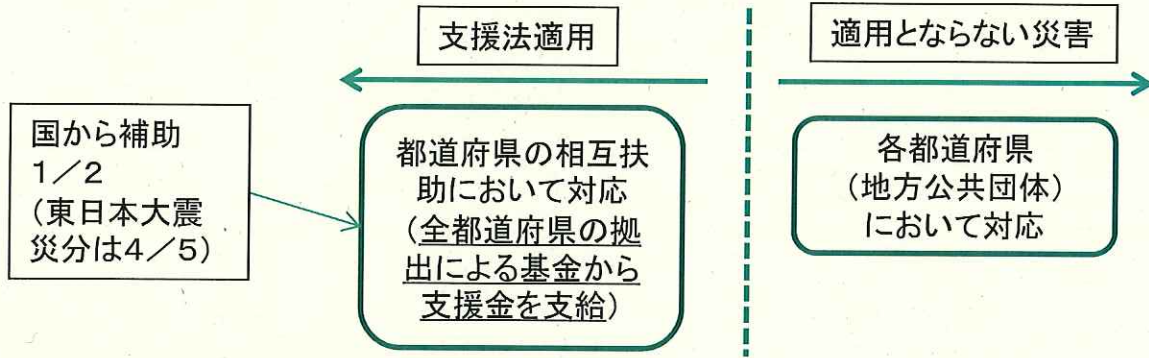 支援法適用
適用とならない災害
国から補助
1/2
(東日本大震
災分は4/5)
都道府県の相互扶
助において対応
(全都道府県の拠
出による基金から
支援金を支給)
各都道府県
(地方公共団体)
において対応